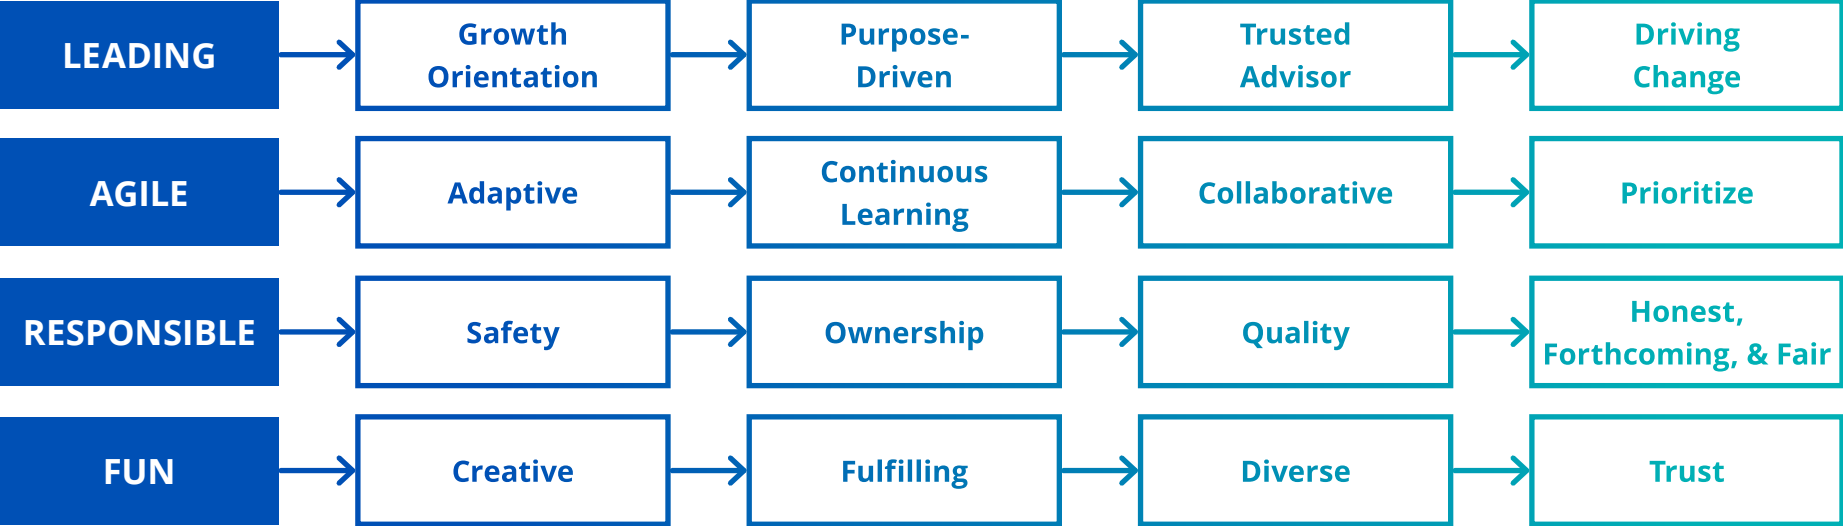 LEADING
Growth
Orientation
Purpose-
Driven
Trusted
Advisor
Driving
Change
AGILE
Adaptive
Continuous
Learning
Collaborative
Prioritize
RESPONSIBLE
Safety
Ownership
Quality
Honest,
Forthcoming, & Fair
FUN
Creative
Fulfilling
Diverse
Trust